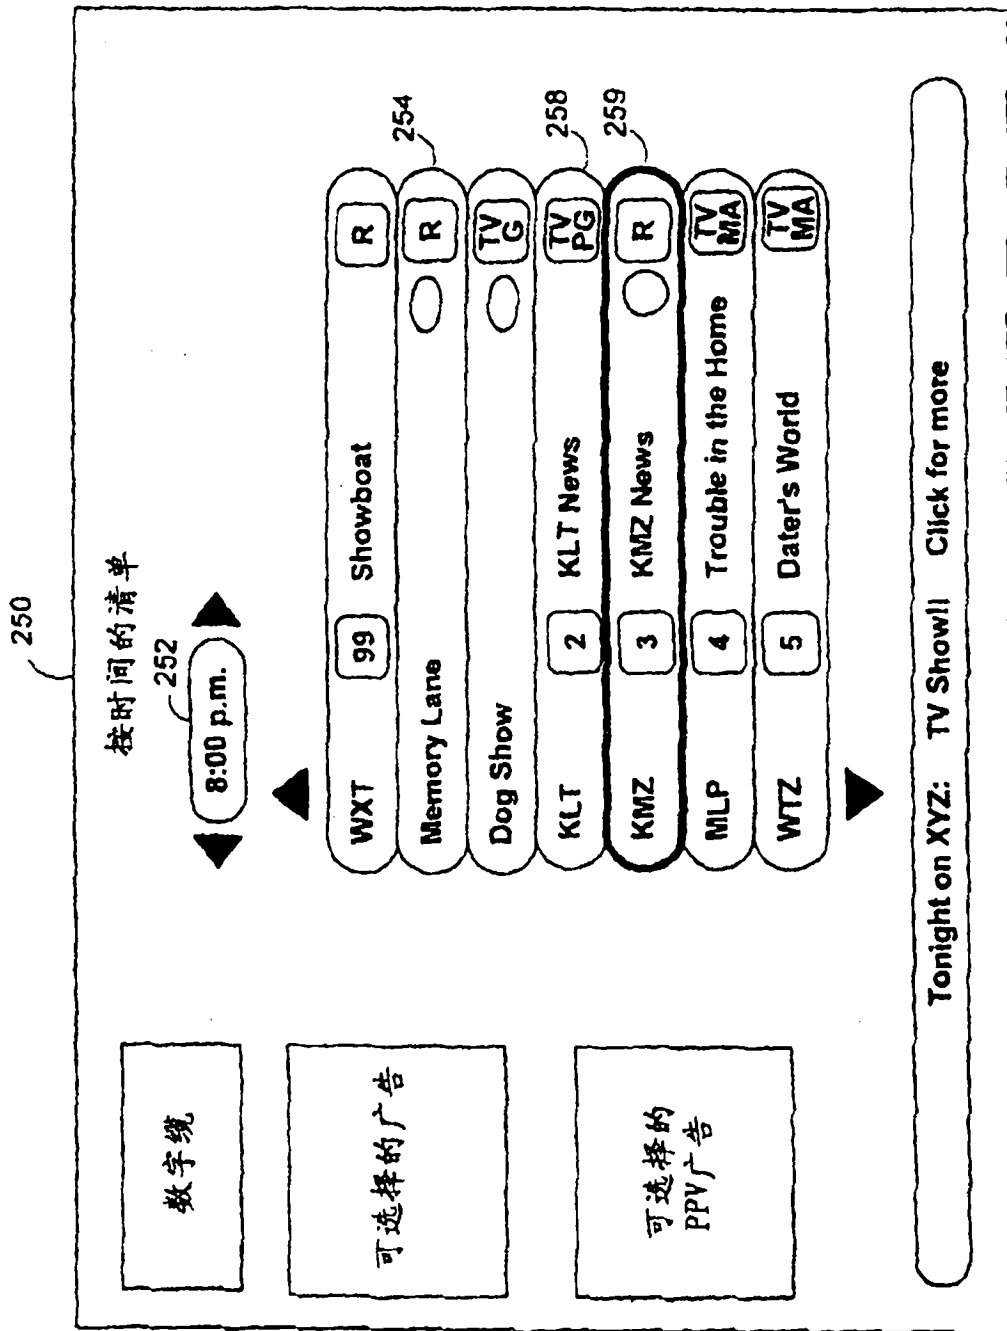 250
按时间的清单
252
8:00 p.m.
数字缆
可选择的广告
可选择的
PPV广告
WXT 99 Showboat R
Memory Lane R
254
Dog Show TV G
KLT 2 KLT News TV PG
258
KMZ 3 KMZ News R
259
MLP 4 Trouble in the Home TV MA
WTZ 5 Dater's World TV MA
Tonight on XYZ: TV Show!! Click for more